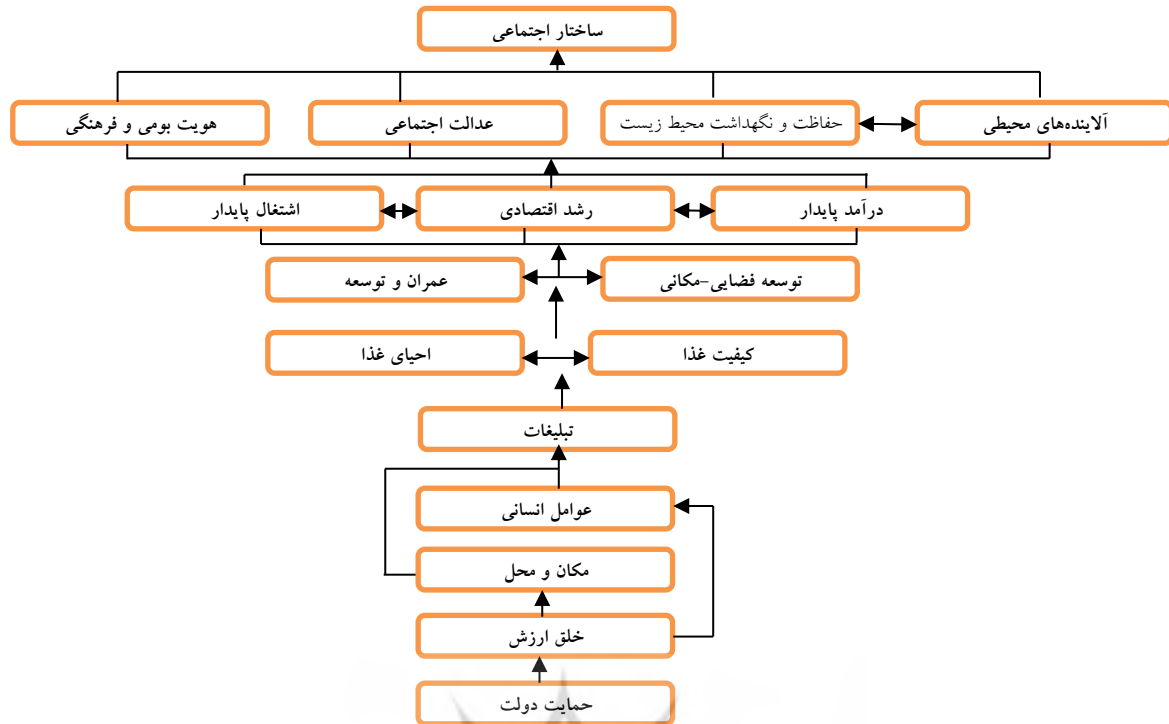 ساختار اجتماعی
آلاینده‌های محیطی
حفاظت و نگهداشت محیط زیست
عدالت اجتماعی
هویت بومی و فرهنگی
درآمد پایدار
رشد اقتصادی
اشتغال پایدار
توسعه فضایی-مکانی
عمران و توسعه
کیفیت غذا
احیای غذا
تبلیغات
عوامل انسانی
مکان و محل
خلق ارزش
حمایت دولت